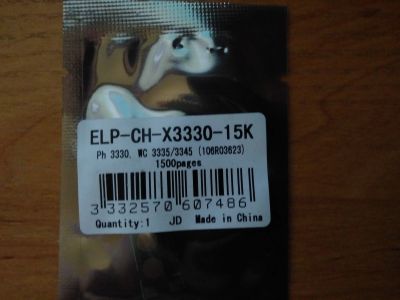 ELP-CH-X3330-15K
Ph 3330, WC 3335/3345 (106R03623)
1500pages
3 332570 607486
Quantity:1 JD Made in China